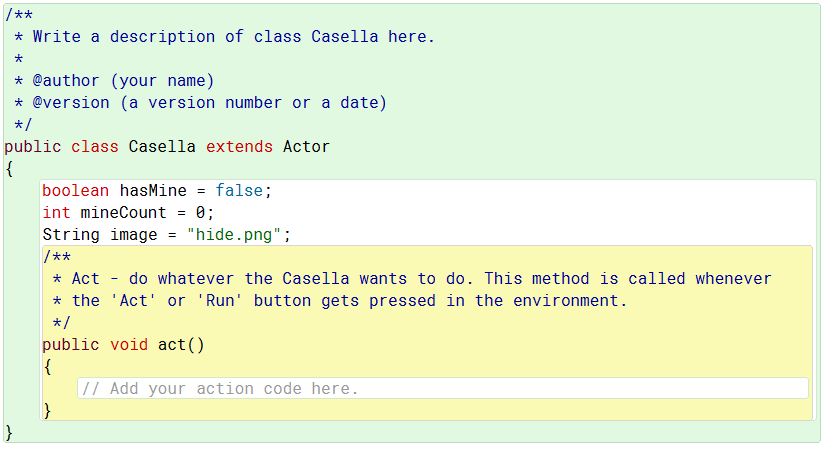 /**
 * Write a description of class Casella here.
 *
 * @author (your name)
 * @version (a version number or a date)
 */
public class Casella extends Actor
{
    boolean hasMine = false;
    int mineCount = 0;
    String image = "hide.png";
    /**
     * Act - do whatever the Casella wants to do. This method is called whenever
     * the 'Act' or 'Run' button gets pressed in the environment.
     */
    public void act()
    {
        // Add your action code here.
    }
}